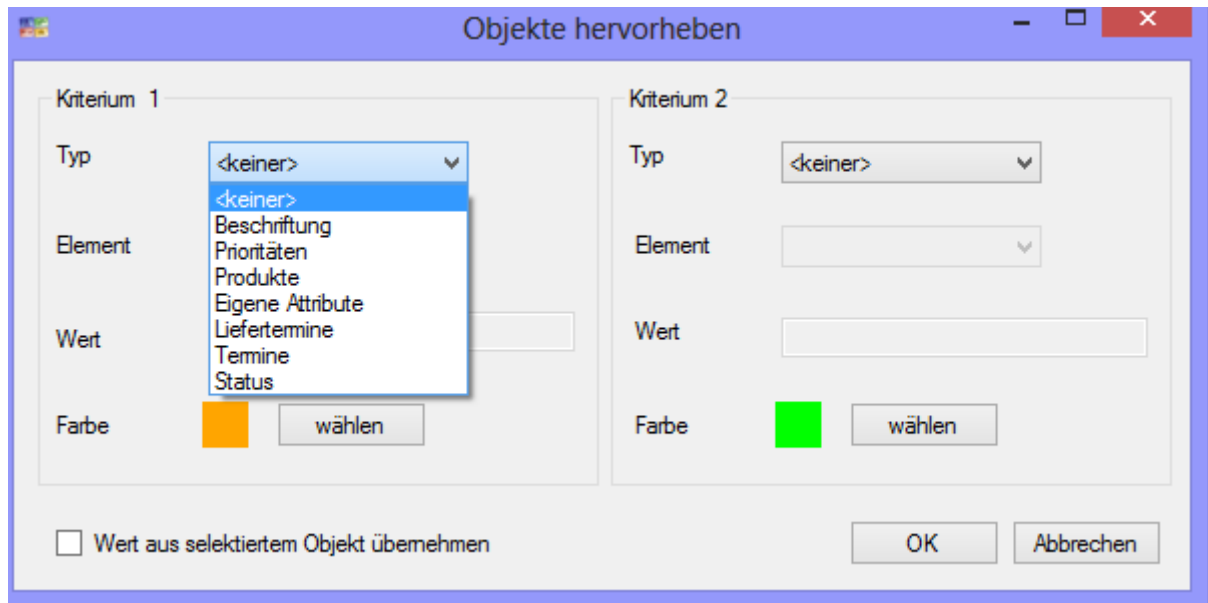 Objekte hervorheben
Kriterium 1
Typ
<keiner>
<keiner>
Beschriftung
Prioritäten
Produkte
Eigene Attribute
Liefertermine
Termine
Status
Element
Wert
Farbe
wählen
Kriterium 2
Typ
<keiner>
Element
Wert
Farbe
wählen
Wert aus selektiertem Objekt übernehmen
OK
Abbrechen